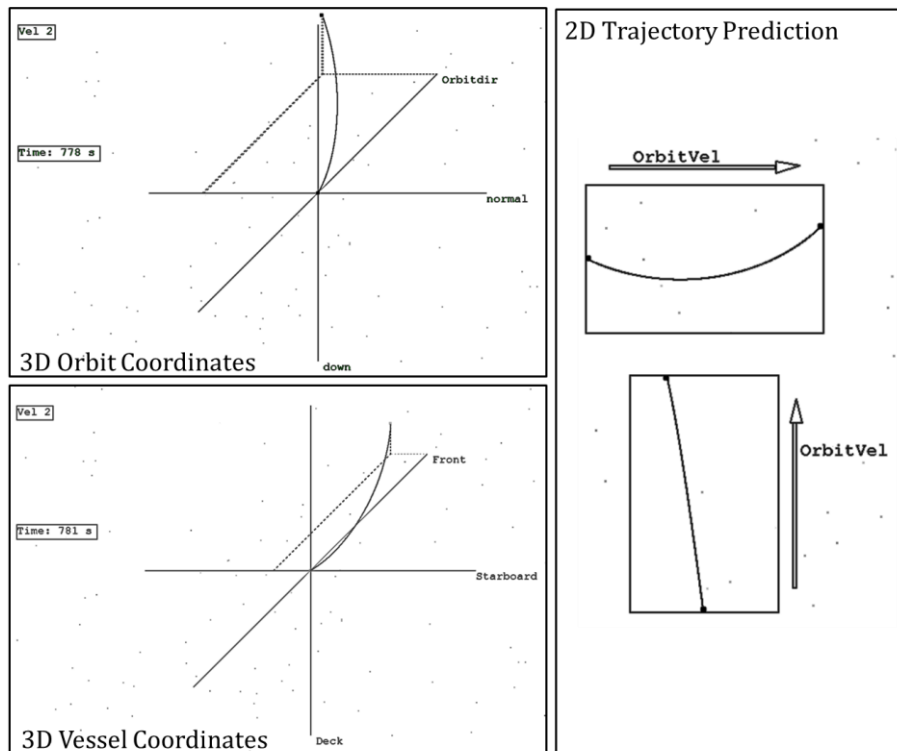 Vel 2
Orbitdir
Time: 778 s
normal
3D Orbit Coordinates
down
Vel 2
Front
Time: 781 s
Starboard
3D Vessel Coordinates
Deck
2D Trajectory Prediction
OrbitVel
OrbitVel